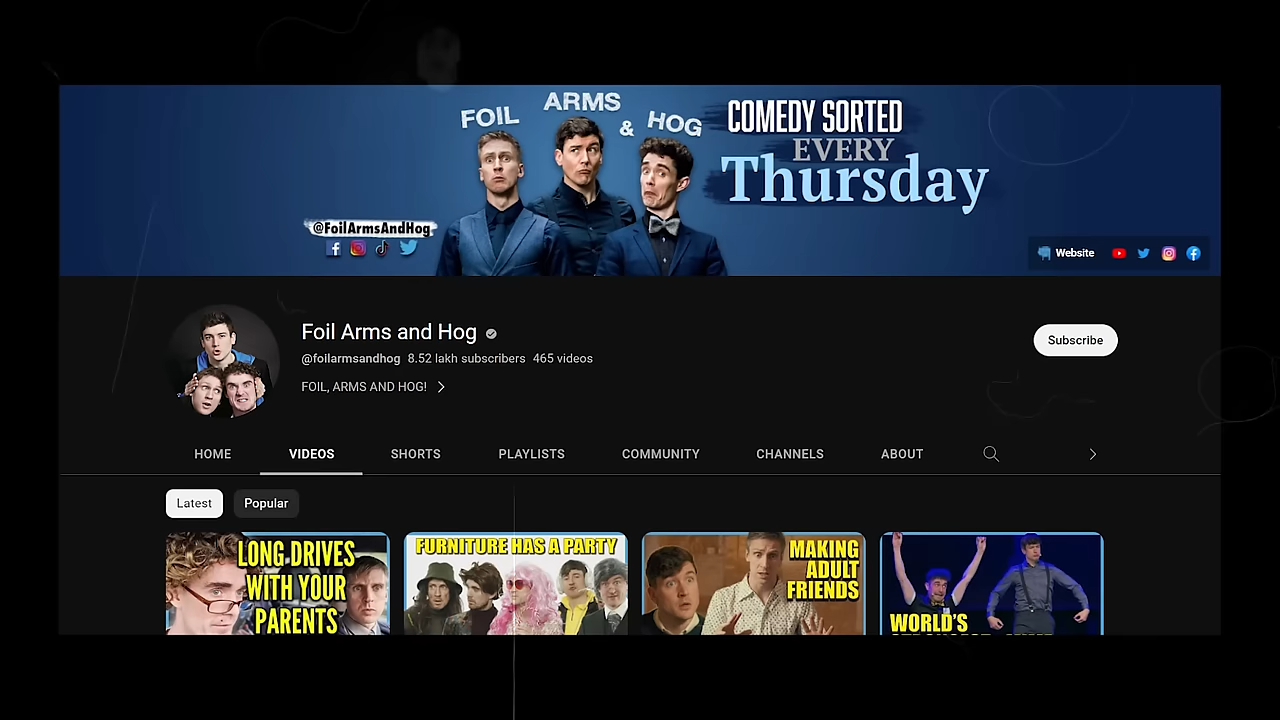 FOIL
ARMS
& HOG
COMEDY SORTED
EVERY
Thursday
@FoilArmsAndHog
Website
Foil Arms and Hog
@foilarmsandhog 8.52 lakh subscribers 465 videos
FOIL, ARMS AND HOG!
HOME VIDEOS SHORTS PLAYLISTS COMMUNITY CHANNELS ABOUT
Latest Popular
Subscribe
LONG DRIVES
WITH YOUR
PARENTS
FURNITURE HAS A PARTY
MAKING
ADULT
FRIENDS
WORLD'S